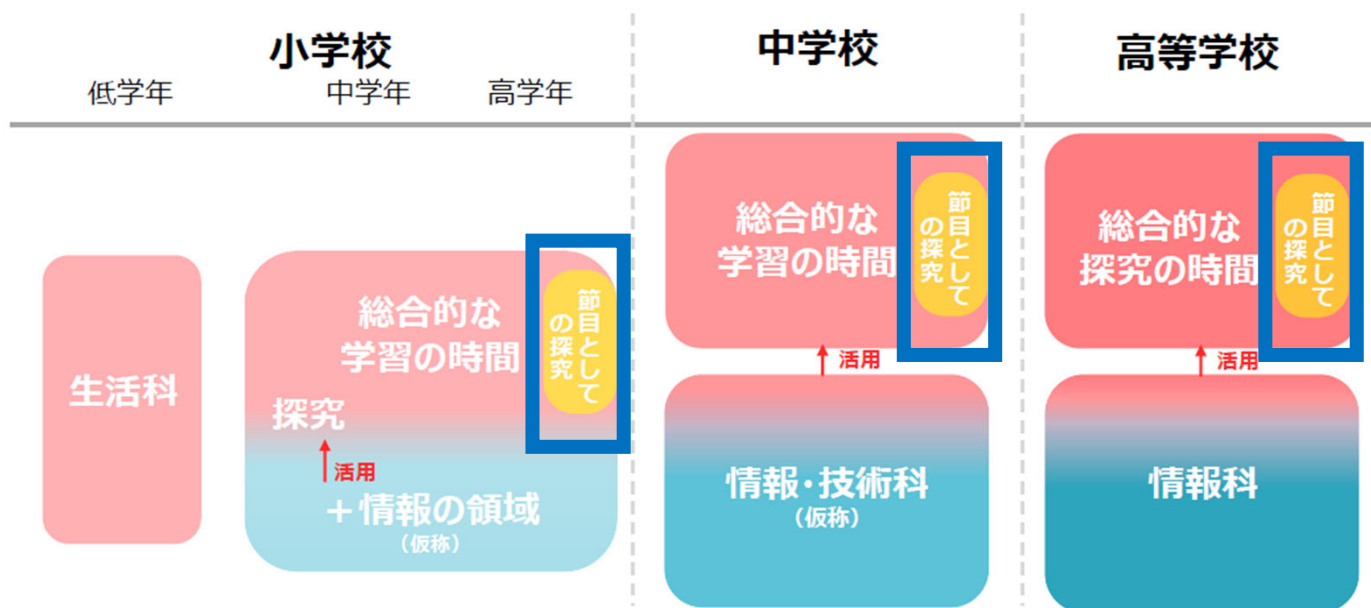 小学校
中学校
高等学校
低学年
中学年
高学年
生活科
総合的な
学習の時間
節目として
の探究
探究
活用
＋情報の領域
（仮称）
総合的な
学習の時間
節目として
の探究
活用
情報・技術科
（仮称）
総合的な
探究の時間
節目として
の探究
活用
情報科